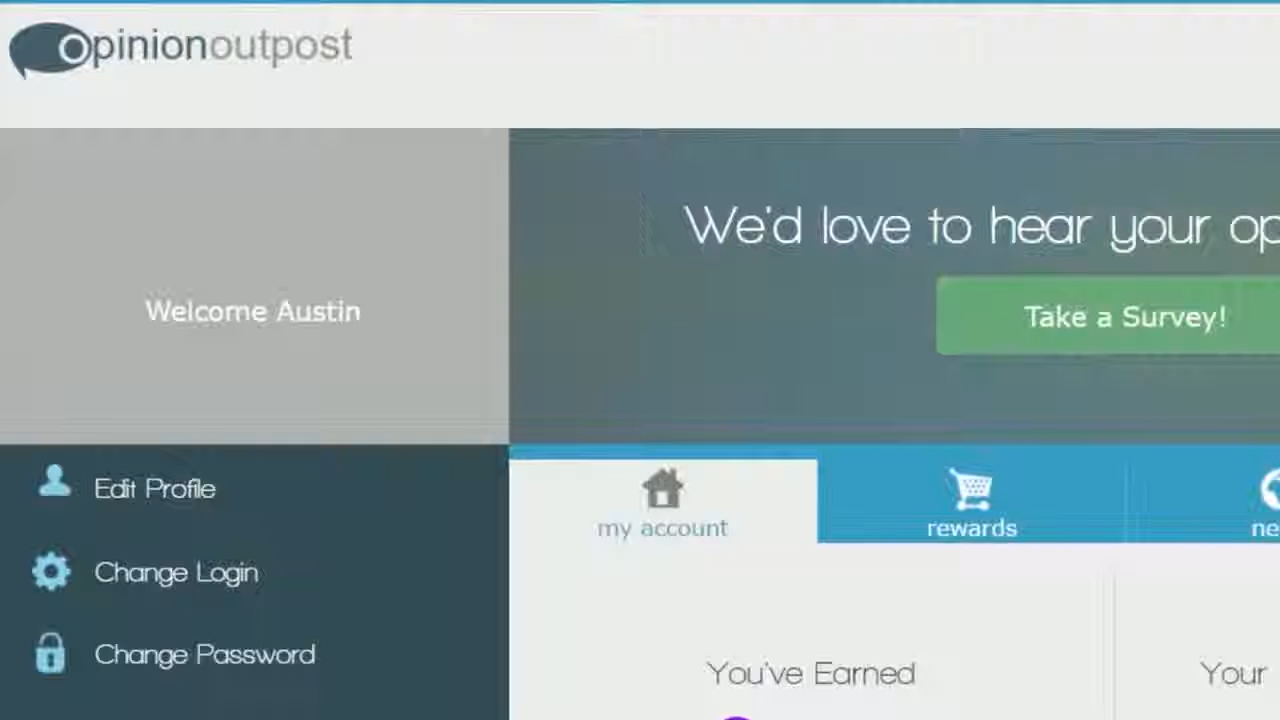 opinionoutpost
We'd love to hear your op
Take a Survey!
Welcome Austin
Edit Profile
Change Login
Change Password
my account
rewards
ne
You've Earned
Your